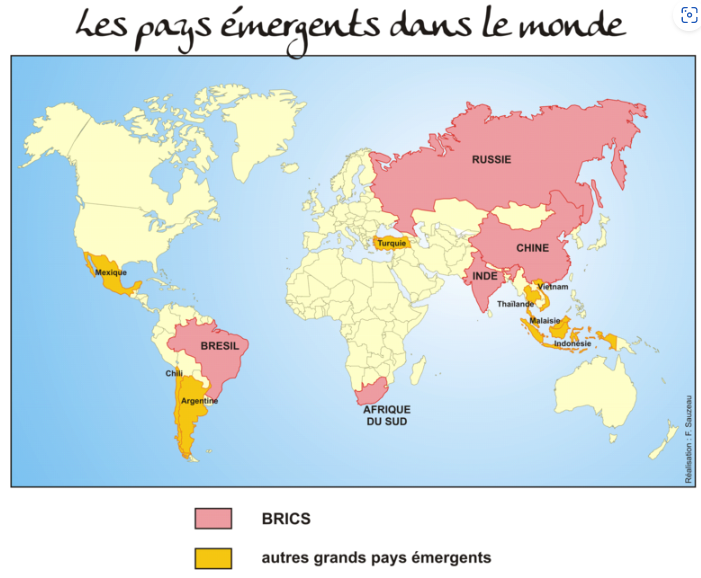 Les pays émergents dans le monde
RUSSIE
Turquie
CHINE
Mexique
INDE
Vietnam
Thaïlande
Malaisie
Indonésie
BRESIL
Chili
Argentine
AFRIQUE
DU SUD
Réalisation : F. Sauzeau
BRICS
autres grands pays émergents